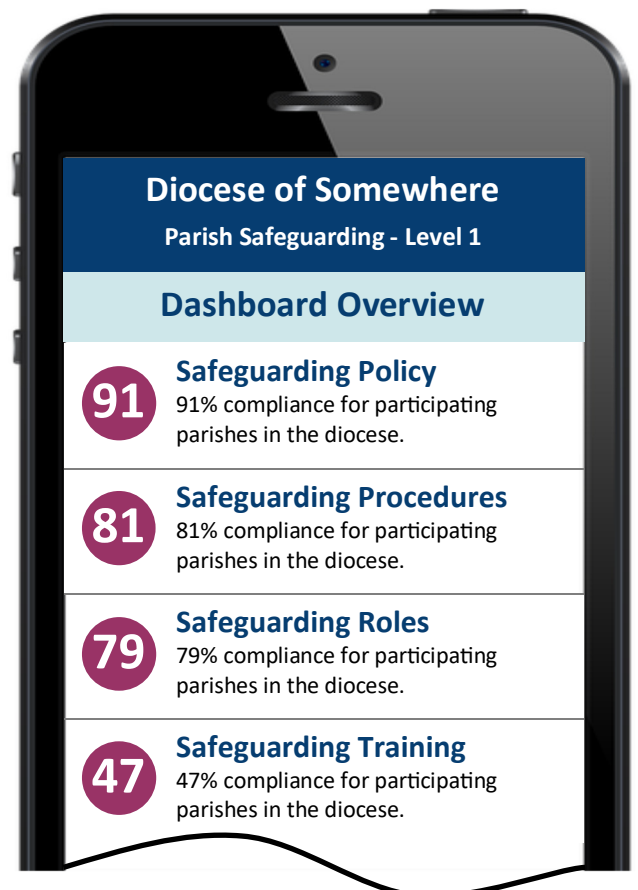 Diocese of Somewhere
Parish Safeguarding - Level 1
Dashboard Overview
91
Safeguarding Policy
91% compliance for participating
parishes in the diocese.
81
Safeguarding Procedures
81% compliance for participating
parishes in the diocese.
79
Safeguarding Roles
79% compliance for participating
parishes in the diocese.
47
Safeguarding Training
47% compliance for participating
parishes in the diocese.